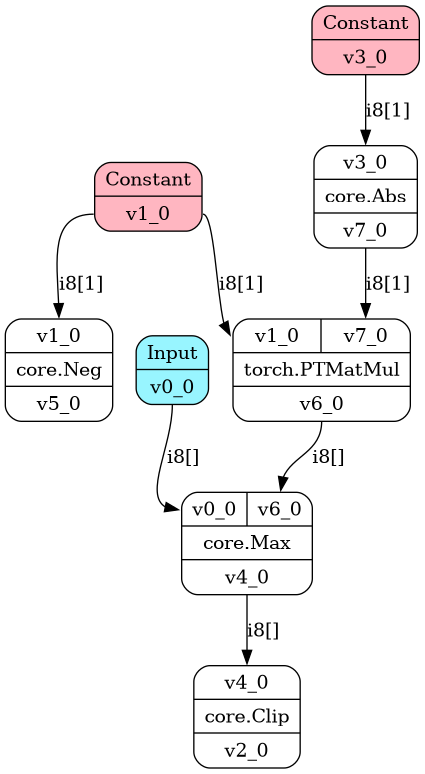 Constant
v3_0
i8[1]
v3_0
core.Abs
v7_0
Constant
v1_0
i8[1]
i8[1]
i8[1]
v1_0
core.Neg
v5_0
Input
v0_0
v1_0 v7_0
torch.PTMatMul
v6_0
i8[]
i8[]
v0_0 v6_0
core.Max
v4_0
i8[]
v4_0
core.Clip
v2_0